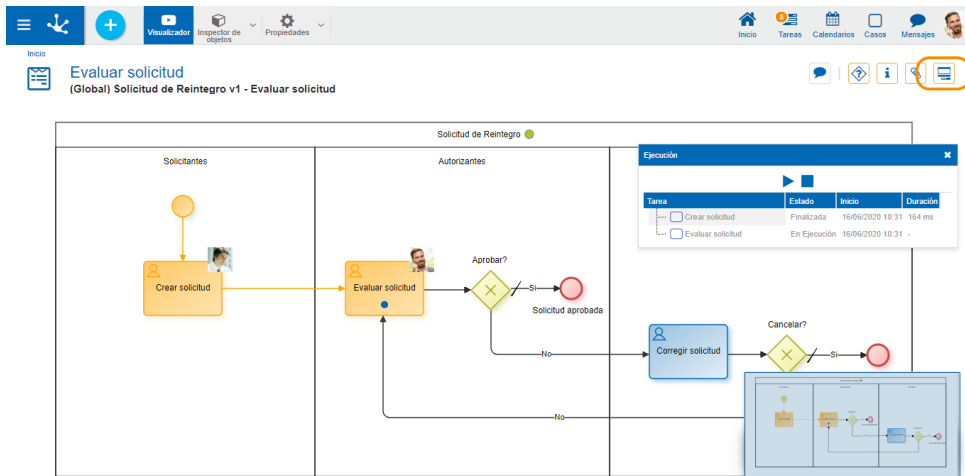 Visualizador
Inspector de objetos
Propiedades
Inicio
8
Tareas
Calendarios
Casos
Mensajes
Inicio
Evaluar solicitud
(Global) Solicitud de Reintegro v1 - Evaluar solicitud
Solicitud de Reintegro
Solicitantes
Autorizantes
Ejecución
Tarea Estado Inicio Duración
Crear solicitud Finalizada 16/06/2020 10:31 164 ms
Evaluar solicitud En Ejecución 16/06/2020 10:31 -
Crear solicitud
Evaluar solicitud
Aprobar?
Si
Solicitud aprobada
No
Corregir solicitud
Cancelar?
Si
No